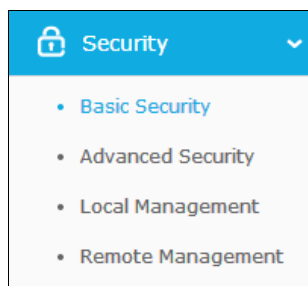 Security
Basic Security
Advanced Security
Local Management
Remote Management